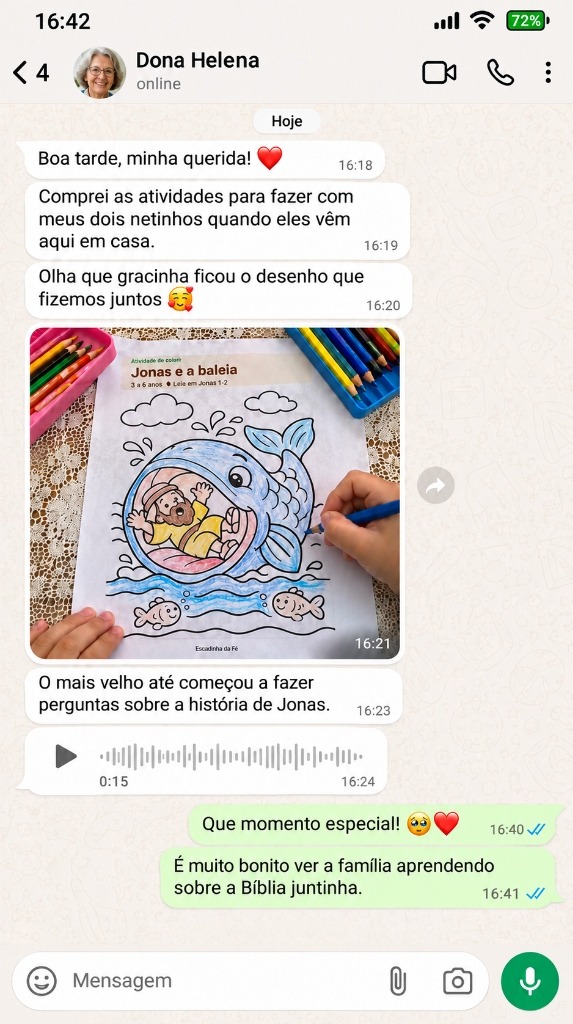 16:42
72%
4
Dona Helena
online
Hoje
Boa tarde, minha querida! ❤️
16:18
Comprei as atividades para fazer com
meus dois netinhos quando eles vêm
aqui em casa.
16:19
Olha que gracinha ficou o desenho que
fizemos juntos 🥰
16:20
Atividade de colorir
Jonas e a baleia
3 a 6 anos ● Leie em Jonas 1-2
Escadinha da Fé
16:21
O mais velho até começou a fazer
perguntas sobre a história de Jonas.
16:23
0:15
16:24
Que momento especial! 🥹❤️
16:40
É muito bonito ver a família aprendendo
sobre a Bíblia juntinha.
16:41
Mensagem